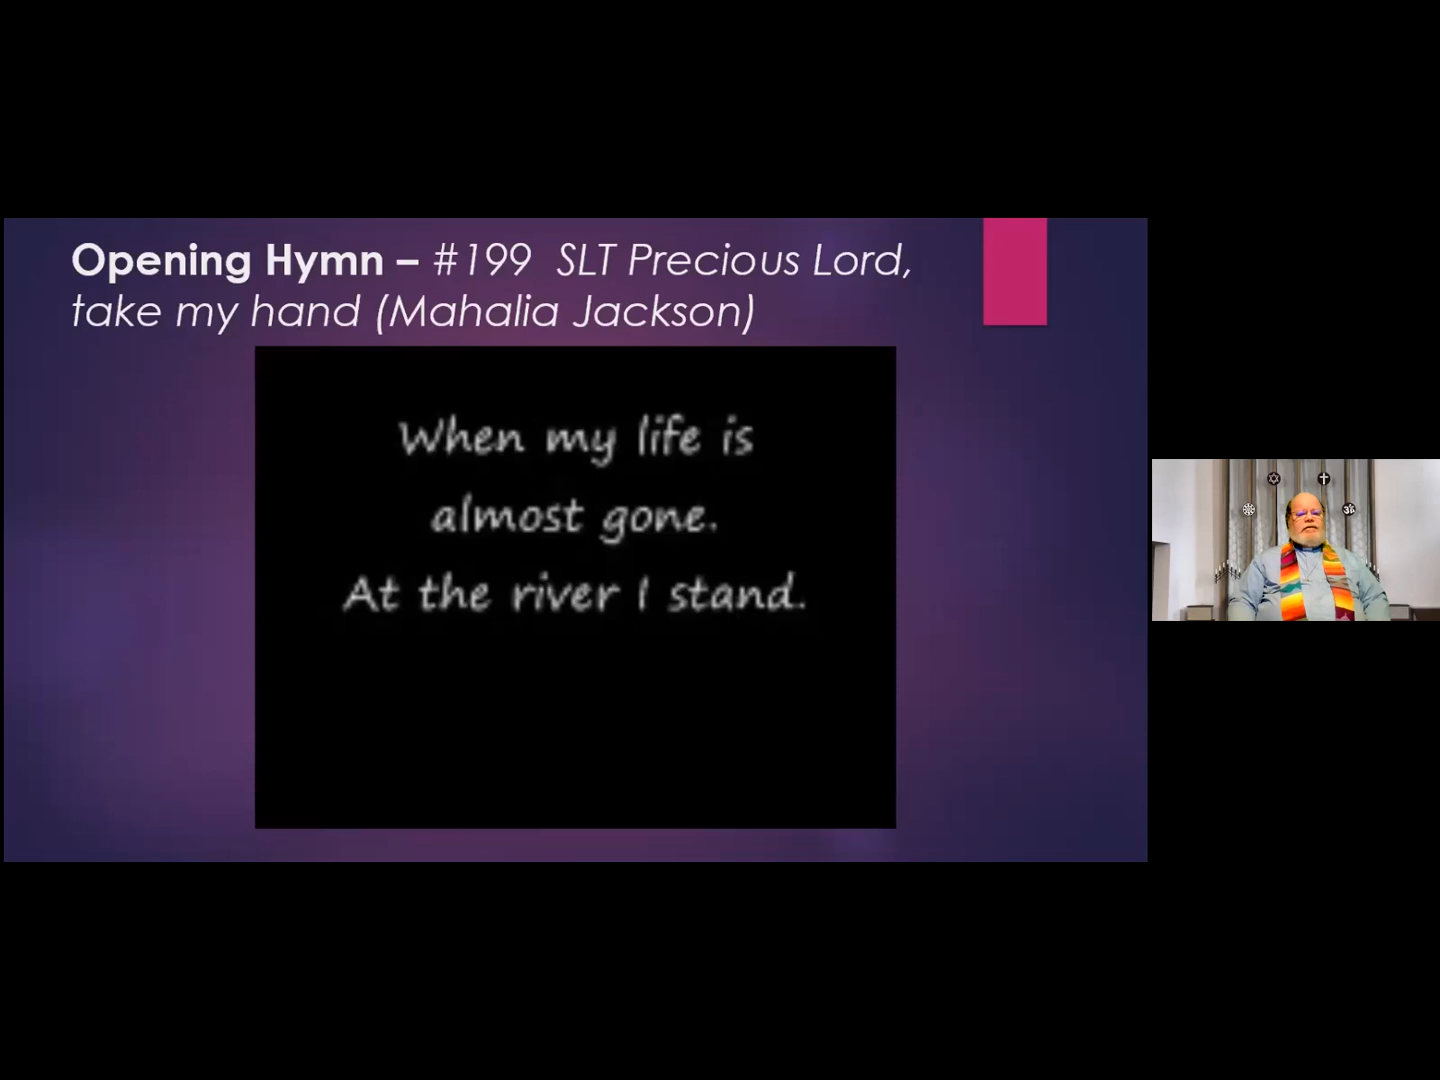 Opening Hymn – #199 SLT Precious Lord,
take my hand (Mahalia Jackson)
When my life is
almost gone.
At the river I stand.